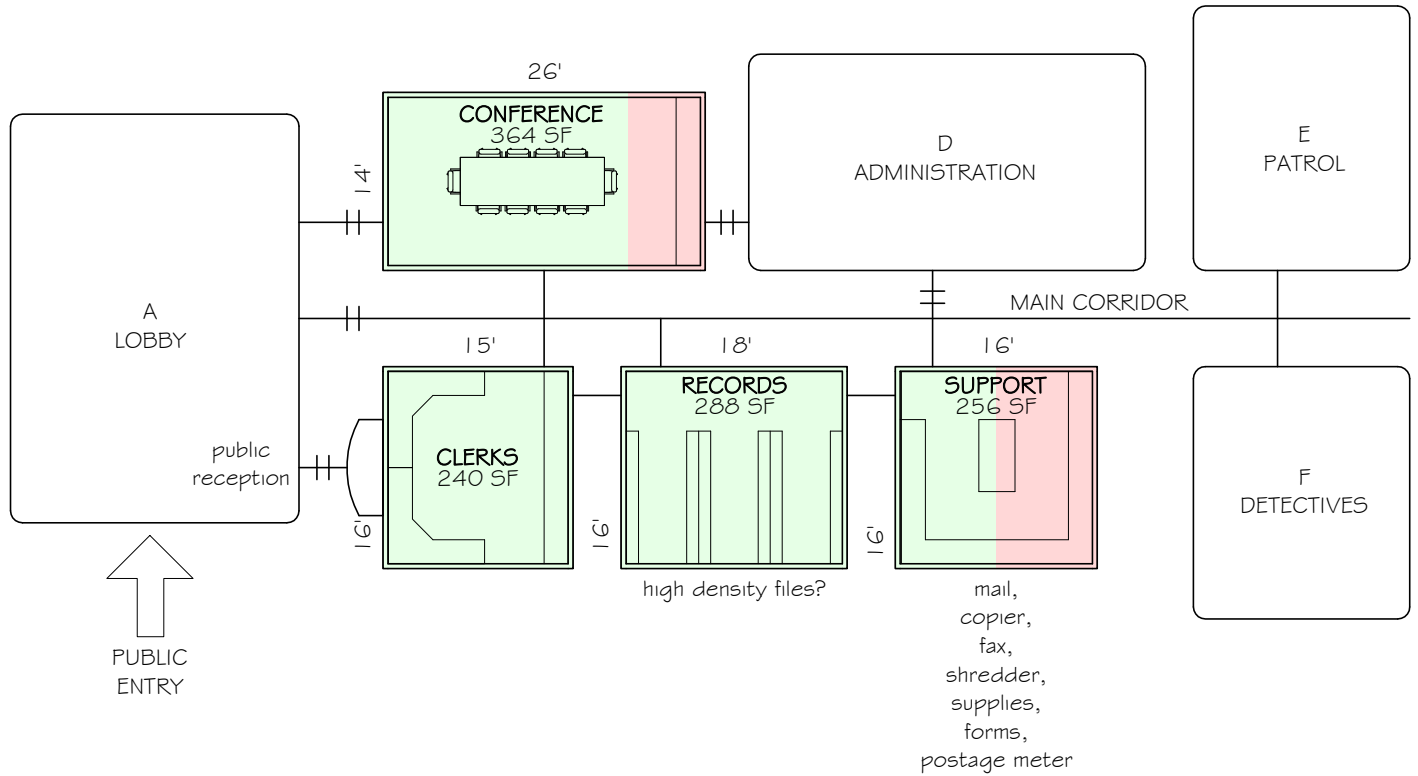 26'
CONFERENCE
364 SF
14'
A
LOBBY
D
ADMINISTRATION
E
PATROL
MAIN CORRIDOR
15'
18'
16'
public
reception
CLERKS
240 SF
16'
RECORDS
288 SF
16'
SUPPORT
256 SF
16'
F
DETECTIVES
high density files?
mail,
copier,
fax,
shredder,
supplies,
forms,
postage meter
PUBLIC
ENTRY